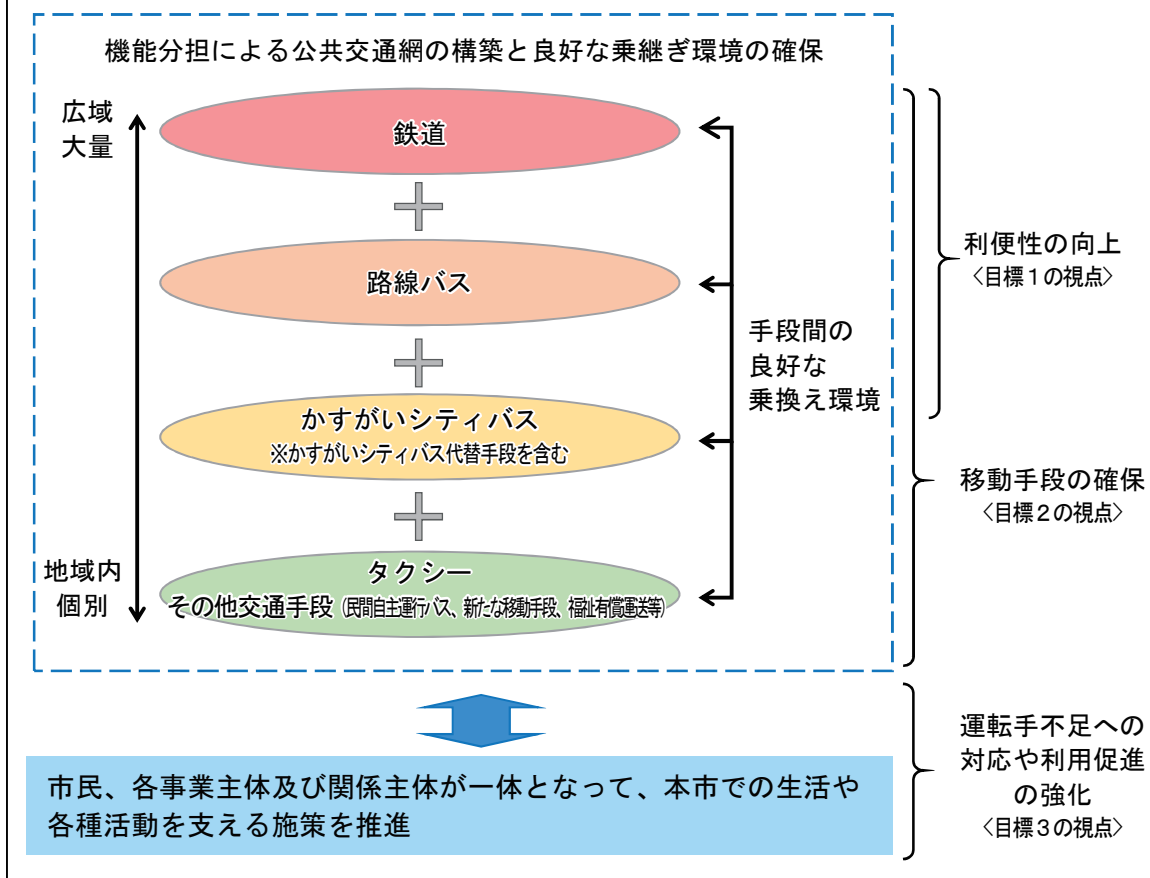 機能分担による公共交通網の構築と良好な乗継ぎ環境の確保
広域
大量
鉄道
路線バス
かすがいシティバス
※かすがいシティバス代替手段を含む
タクシー
その他交通手段（民間自主運行バス、新たな移動手段、福祉有償運送等）
地域内
個別
手段間の
良好な
乗換え環境
利便性の向上
〈目標１の視点〉
移動手段の確保
〈目標２の視点〉
運転手不足への
対応や利用促進
の強化
〈目標３の視点〉
市民、各事業主体及び関係主体が一体となって、本市での生活や
各種活動を支える施策を推進